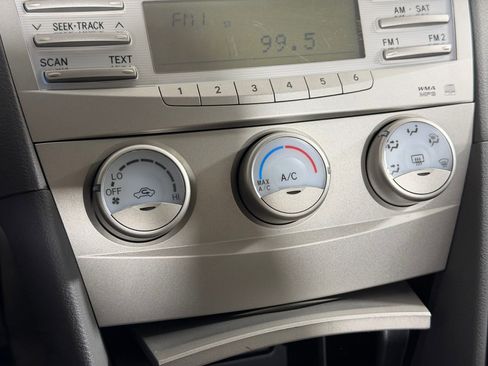 FM1
99.5
SEEK·TRACK
AM · SAT
FM1 FM2
SCAN TEXT
1 2 3 4 5 6
WMA
MP3
LO
OFF
HI
MAX
A/C
A/C